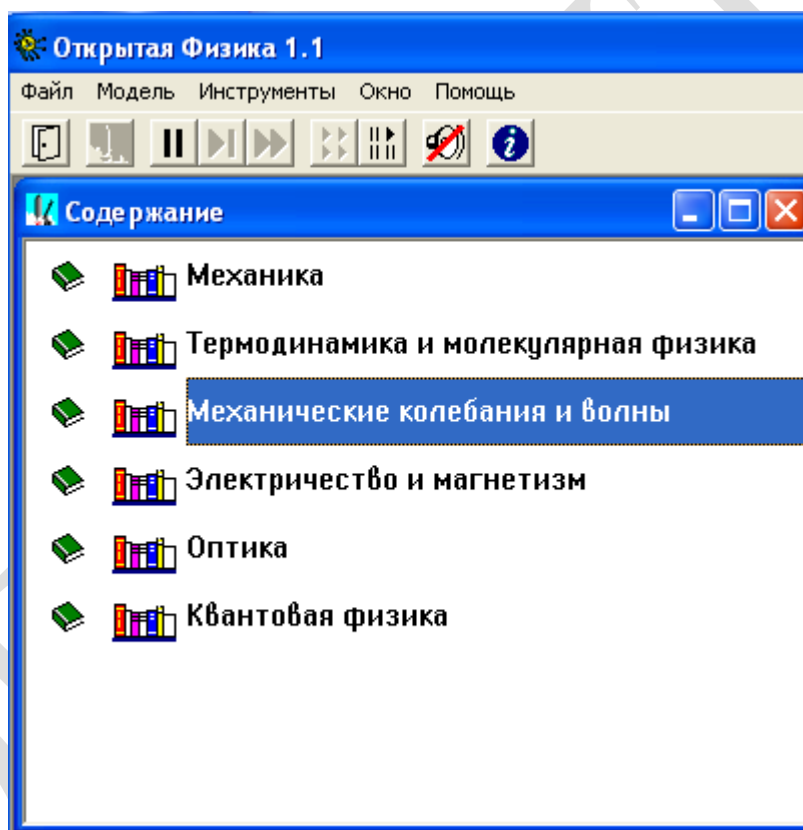 Открытая Физика 1.1
Файл Модель Инструменты Окно Помощь
Содержание
Механика
Термодинамика и молекулярная физика
Механические колебания и волны
Электричество и магнетизм
Оптика
Квантовая физика